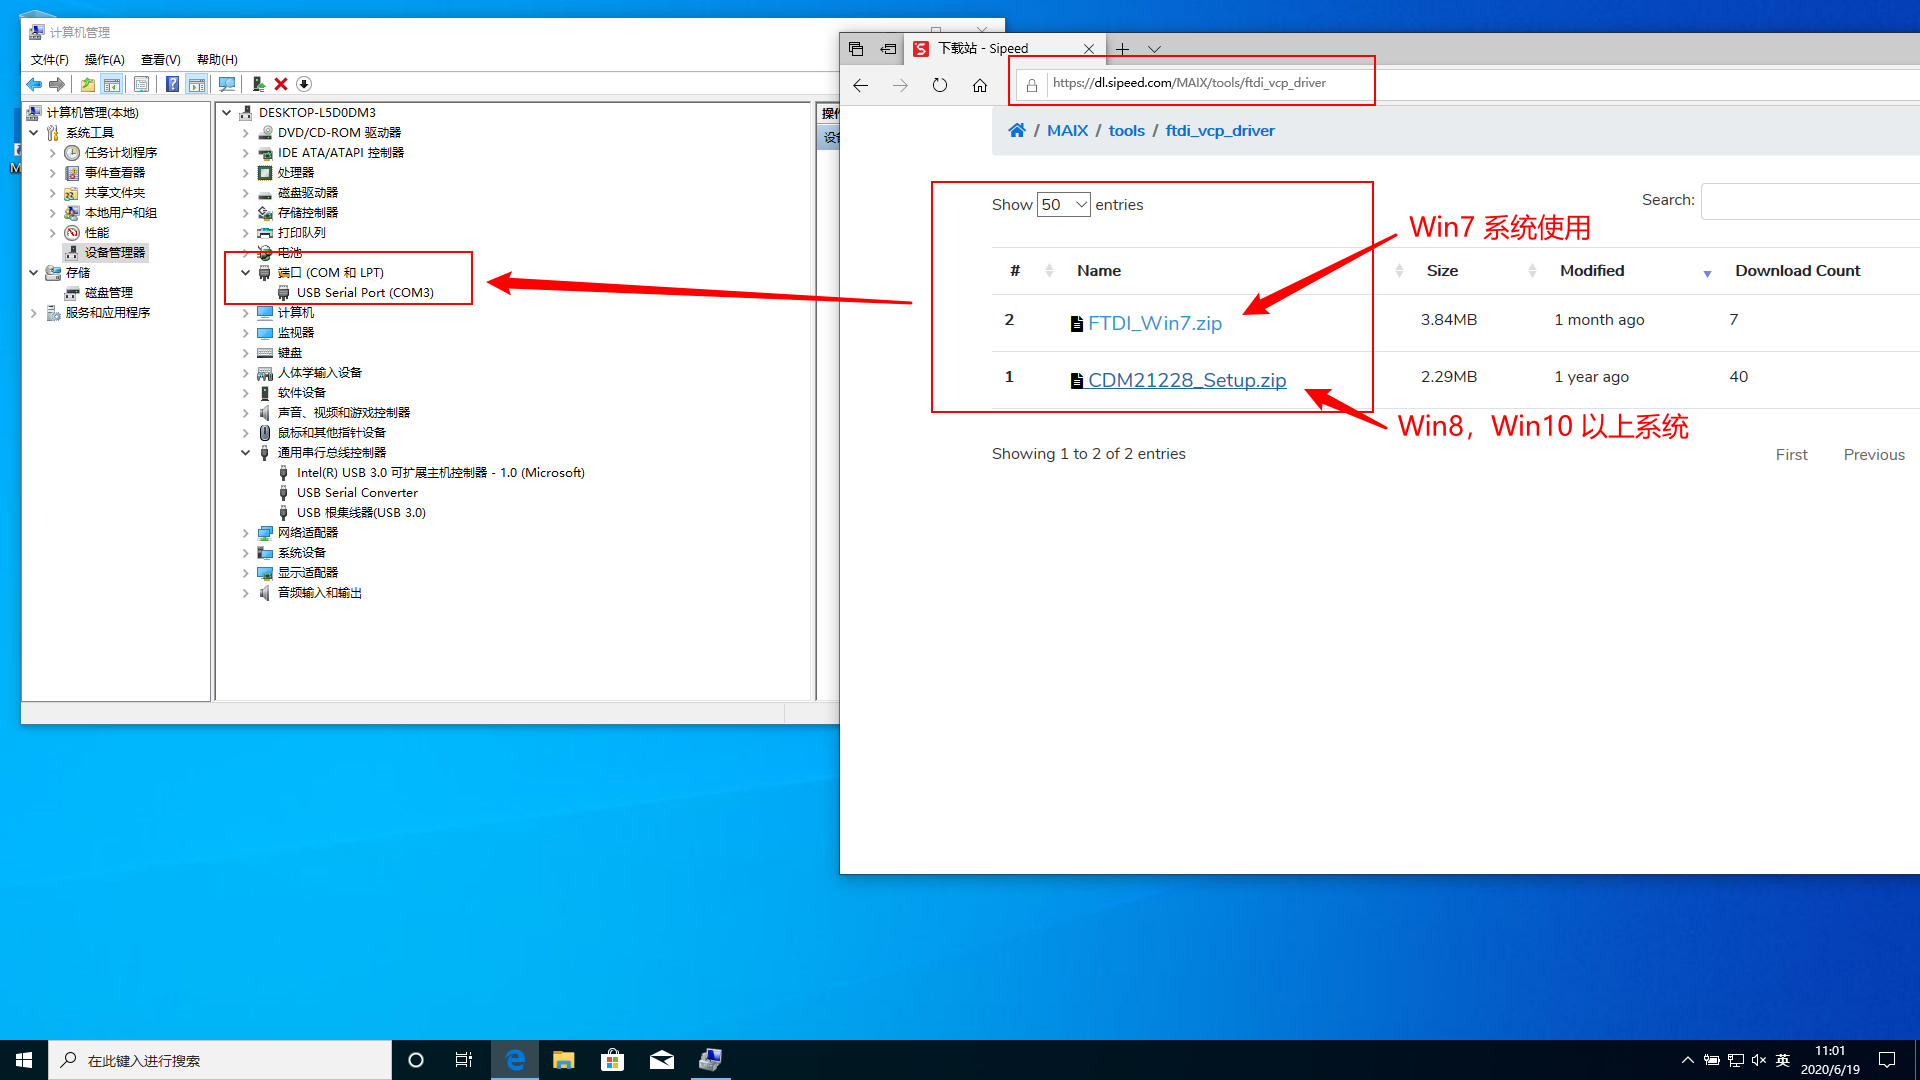 计算机管理
文件(F) 操作(A) 查看(V) 帮助(H)
计算机管理(本地)
系统工具
任务计划程序
事件查看器
共享文件夹
本地用户和组
性能
设备管理器
存储
磁盘管理
服务和应用程序
DESKTOP-L5D0DM3
DVD/CD-ROM 驱动器
IDE ATA/ATAPI 控制器
处理器
磁盘驱动器
存储控制器
打印队列
电池
端口 (COM 和 LPT)
USB Serial Port (COM3)
计算机
监视器
键盘
人体学输入设备
软件设备
声音、视频和游戏控制器
鼠标和其他指针设备
通用串行总线控制器
Intel(R) USB 3.0 可扩展主机控制器 - 1.0 (Microsoft)
USB Serial Converter
USB 根集线器(USB 3.0)
网络适配器
系统设备
显示适配器
音频输入和输出
下载站 - Sipeed
https://dl.sipeed.com/MAIX/tools/ftdi_vcp_driver
/ MAIX / tools / ftdi_vcp_driver
Show 50 entries
Search:
Win7 系统使用
# Name Size Modified Download Count
2 FTDI_Win7.zip 3.84MB 1 month ago 7
1 CDM21228_Setup.zip 2.29MB 1 year ago 40
Win8，Win10 以上系统
Showing 1 to 2 of 2 entries
First Previous
在此键入进行搜索
英
11:01
2020/6/19